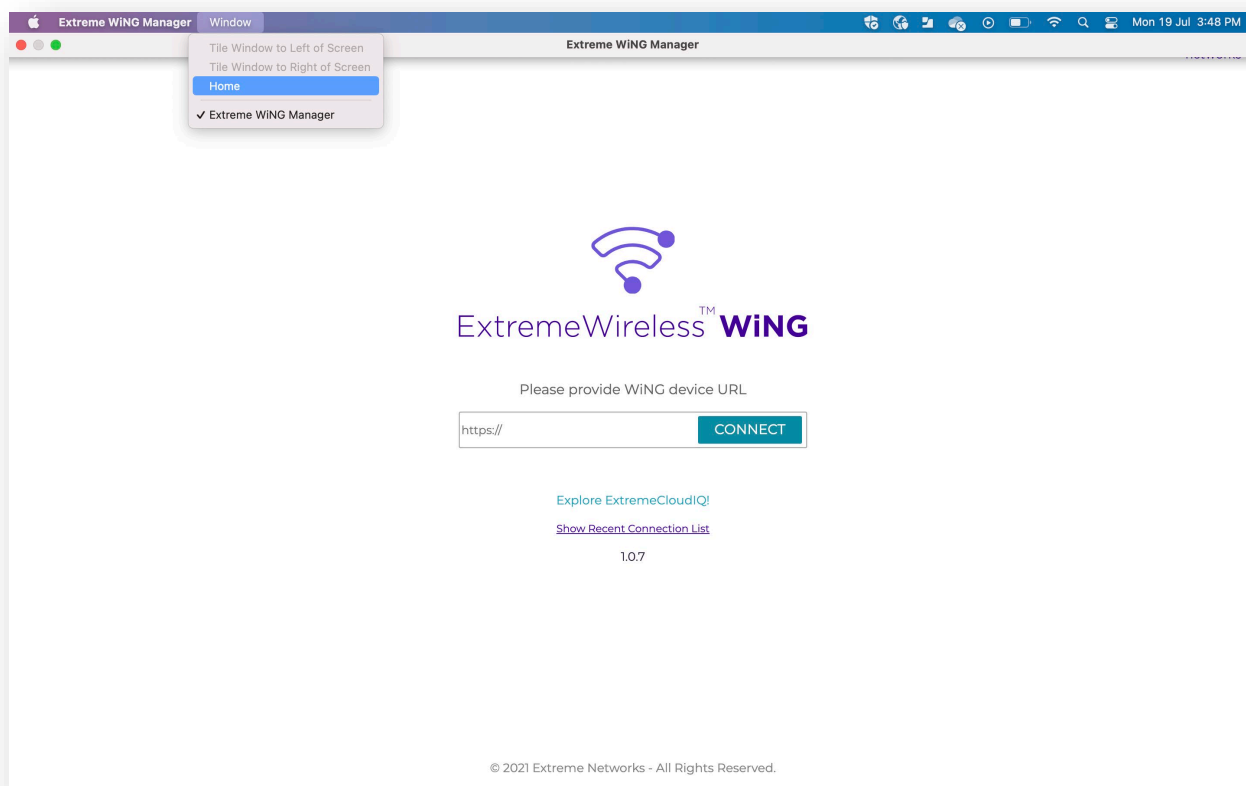 Extreme WiNG Manager Window Mon 19 Jul 3:48 PM
Extreme WiNG Manager
Tile Window to Left of Screen
Tile Window to Right of Screen
Home
✓ Extreme WiNG Manager
ExtremeWireless™ WiNG
Please provide WiNG device URL
https:// CONNECT
Explore ExtremeCloudIQ!
Show Recent Connection List
1.0.7
© 2021 Extreme Networks - All Rights Reserved.